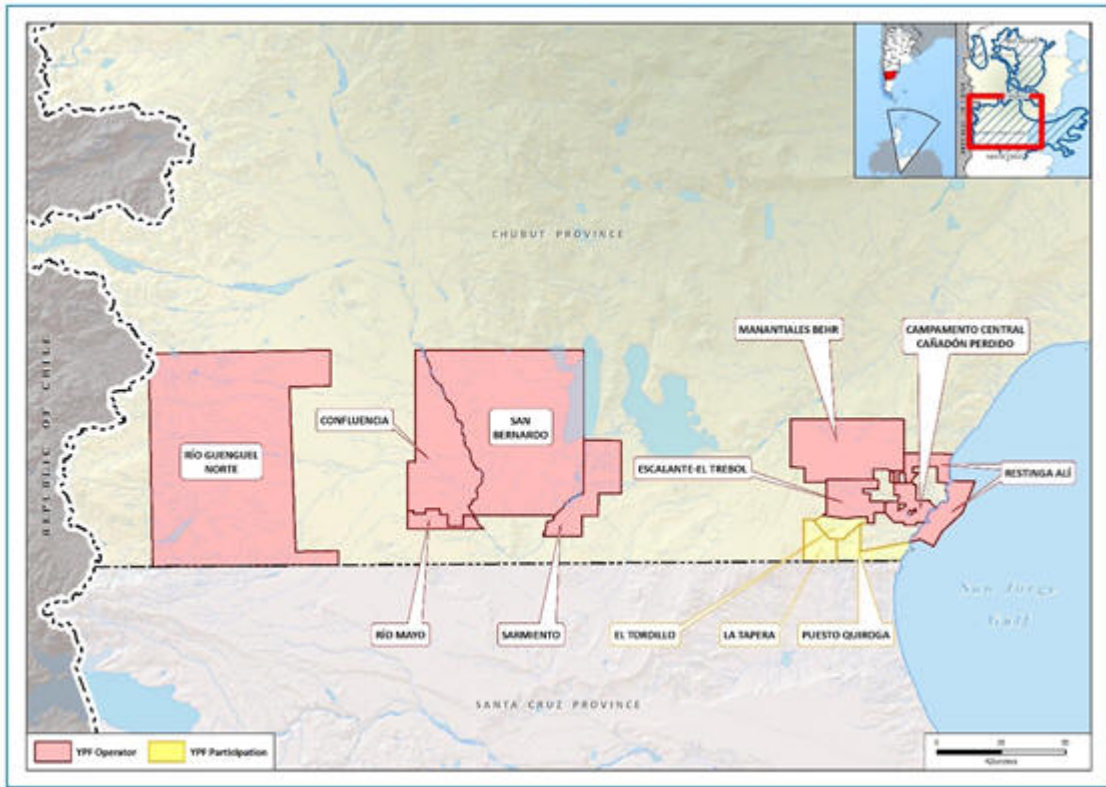 CHUBUT PROVINCE
REPUBLIC OF CHILE
MANANTIALES BEHR
CAMPAMENTO CENTRAL
CAÑADÓN PERDIDO
CONFLUENCIA
SAN
BERNARDO
RÍO GUENGUEL
NORTE
ESCALANTE-EL TREBOL
RESTINGA ALÍ
RÍO MAYO
SARMIENTO
EL TORDILLO
LA TAPERA
PUESTO QUIROGA
San Jorge
Gulf
SANTA CRUZ PROVINCE
YPF Operator
YPF Participation
0
Kilometers